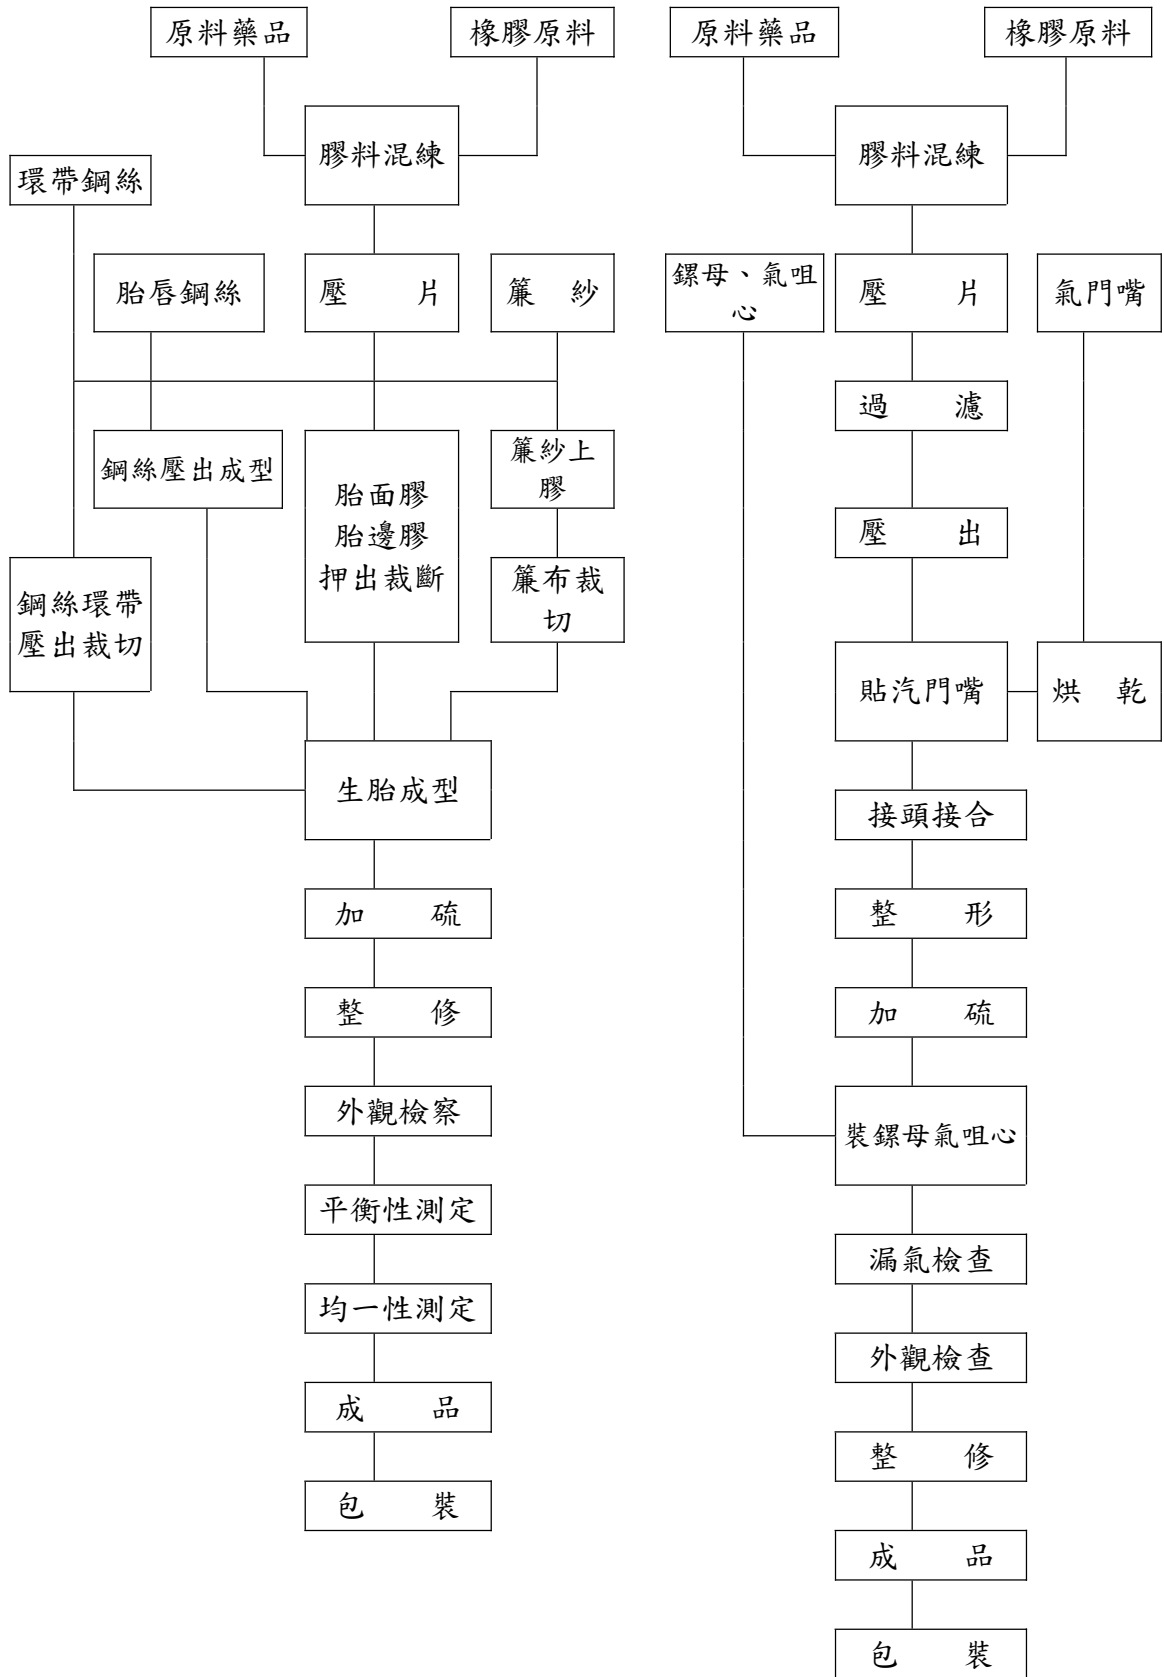 原料藥品
橡膠原料
膠料混練
環帶鋼絲
胎唇鋼絲
壓 片
簾 紗
鋼絲壓出成型
胎面膠
胎邊膠
押出裁斷
簾紗上
膠
鋼絲環帶
壓出裁切
簾布裁
切
生胎成型
加 硫
整 修
外觀檢察
平衡性測定
均一性測定
成 品
包 裝
原料藥品
橡膠原料
膠料混練
鏍母、氣咀
心
壓 片
氣門嘴
過 濾
壓 出
貼汽門嘴
烘 乾
接頭接合
整 形
加 硫
裝鏍母氣咀心
漏氣檢查
外觀檢查
整 修
成 品
包 裝